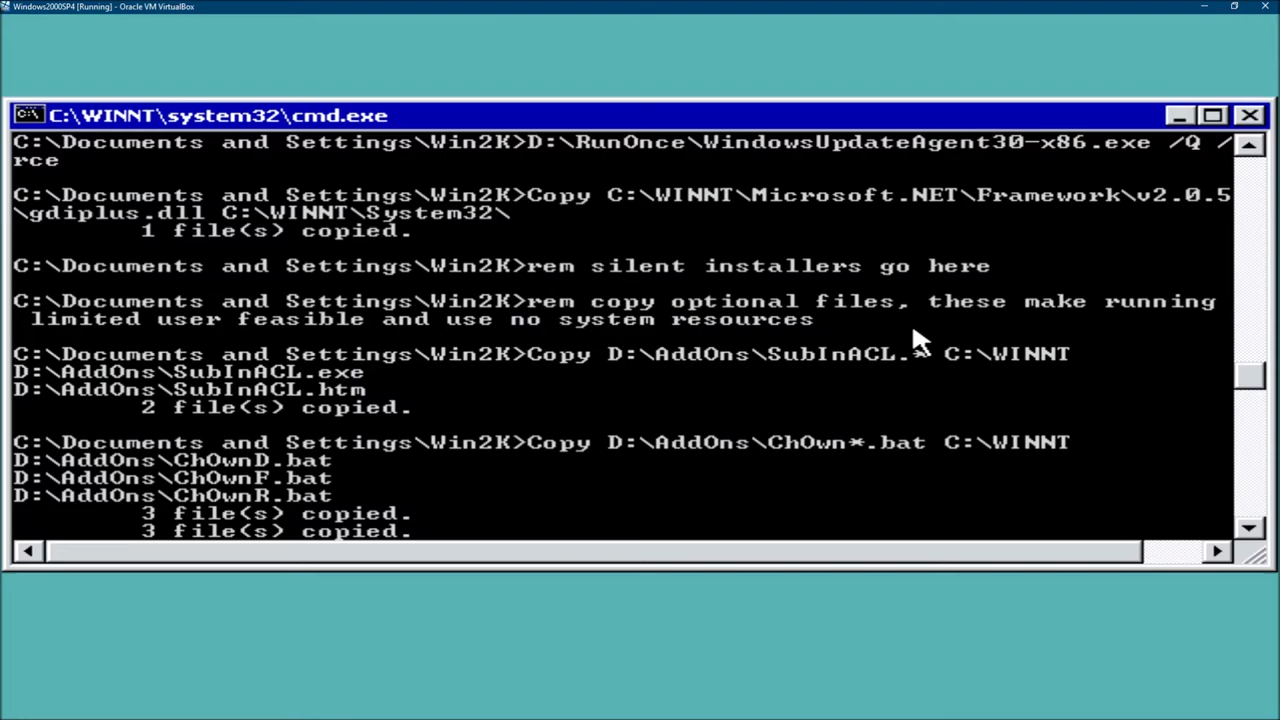 Windows2000SP4 [Running] - Oracle VM VirtualBox
C:\WINNT\system32\cmd.exe
C:\Documents and Settings\Win2K>D:\RunOnce\WindowsUpdateAgent30-x86.exe /Q /
rce
C:\Documents and Settings\Win2K>Copy C:\WINNT\Microsoft.NET\Framework\v2.0.5
\gdiplus.dll C:\WINNT\System32\
1 file(s) copied.
C:\Documents and Settings\Win2K>rem silent installers go here
C:\Documents and Settings\Win2K>rem copy optional files, these make running
limited user feasible and use no system resources
C:\Documents and Settings\Win2K>Copy D:\AddOns\SubInACL.* C:\WINNT
D:\AddOns\SubInACL.exe
D:\AddOns\SubInACL.htm
2 file(s) copied.
C:\Documents and Settings\Win2K>Copy D:\AddOns\ChOwn*.bat C:\WINNT
D:\AddOns\ChOwnD.bat
D:\AddOns\ChOwnF.bat
D:\AddOns\ChOwnR.bat
3 file(s) copied.
3 file(s) copied.